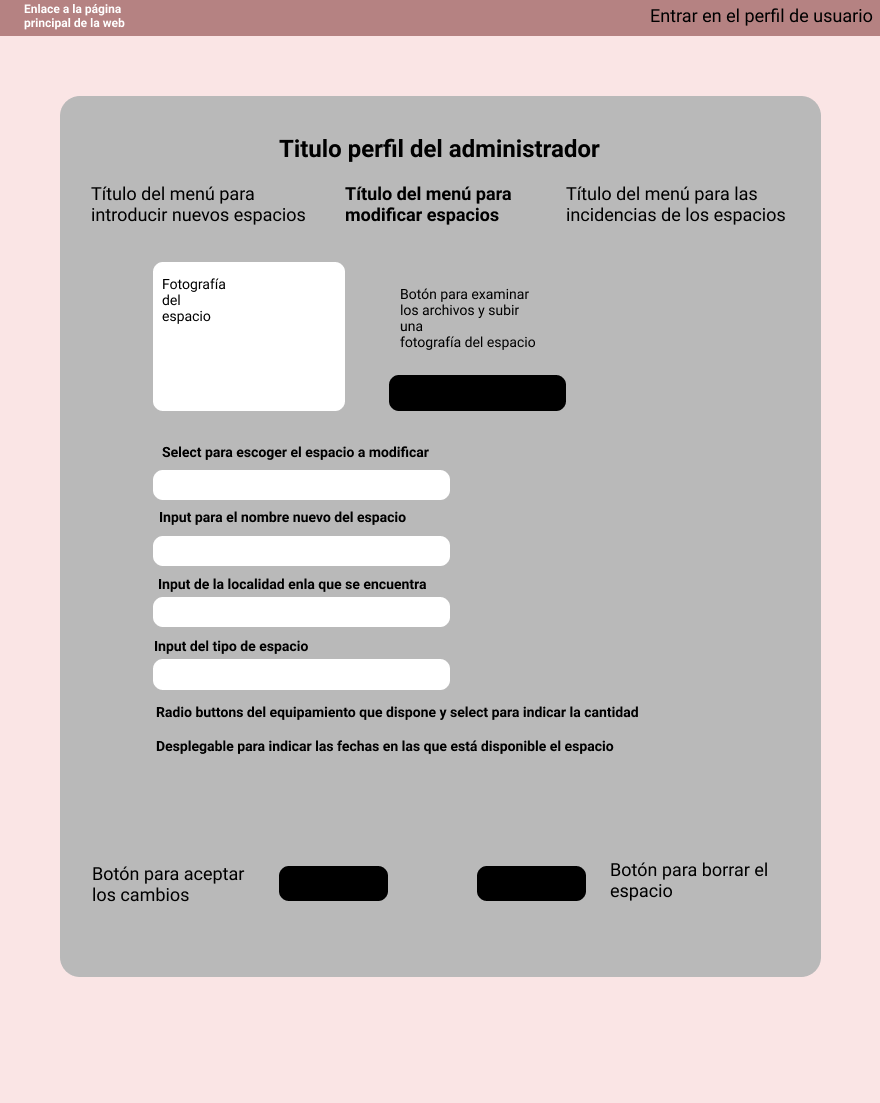 Enlace a la página
principal de la web
Entrar en el perfil de usuario
Titulo perfil del administrador
Título del menú para
introducir nuevos espacios
Título del menú para
modificar espacios
Título del menú para las
incidencias de los espacios
Fotografía
del
espacio
Botón para examinar
los archivos y subir
una
fotografía del espacio
Select para escoger el espacio a modificar
Input para el nombre nuevo del espacio
Input de la localidad enla que se encuentra
Input del tipo de espacio
Radio buttons del equipamiento que dispone y select para indicar la cantidad
Desplegable para indicar las fechas en las que está disponible el espacio
Botón para aceptar
los cambios
Botón para borrar el
espacio